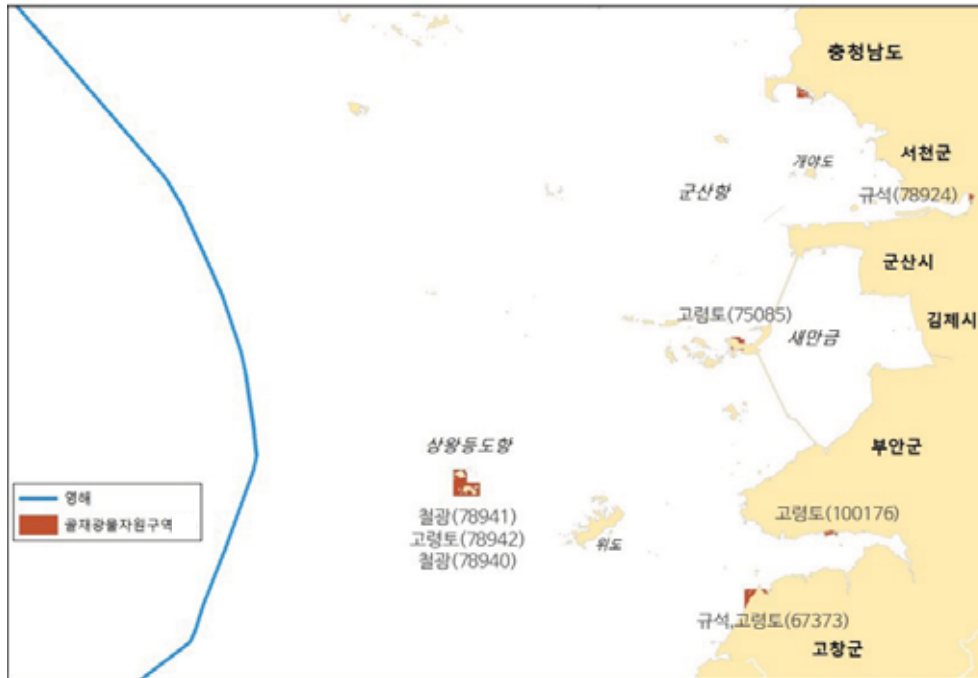 충청남도
서천군
개야도
군산항
규석(78924)
군산시
고령토(75085)
새만금
김제시
상왕등도항
부안군
영해
골재광물자원구역
철광(78941)
고령토(78942)
철광(78940)
위도
고령토(100176)
규석,고령토(67373)
고창군